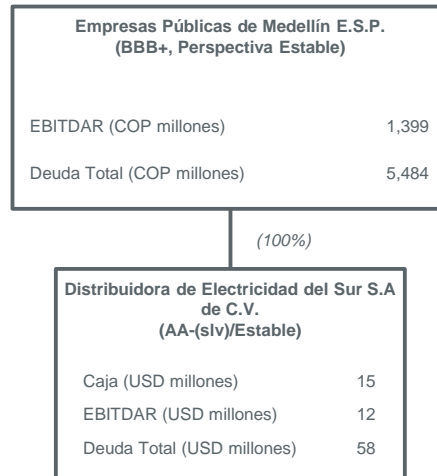 Empresas Públicas de Medellín E.S.P.
(BBB+, Perspectiva Estable)
EBITDAR (COP millones) 1,399
Deuda Total (COP millones) 5,484
(100%)
Distribuidora de Electricidad del Sur S.A
de C.V.
(AA-(slv)/Estable)
Caja (USD millones) 15
EBITDAR (USD millones) 12
Deuda Total (USD millones) 58